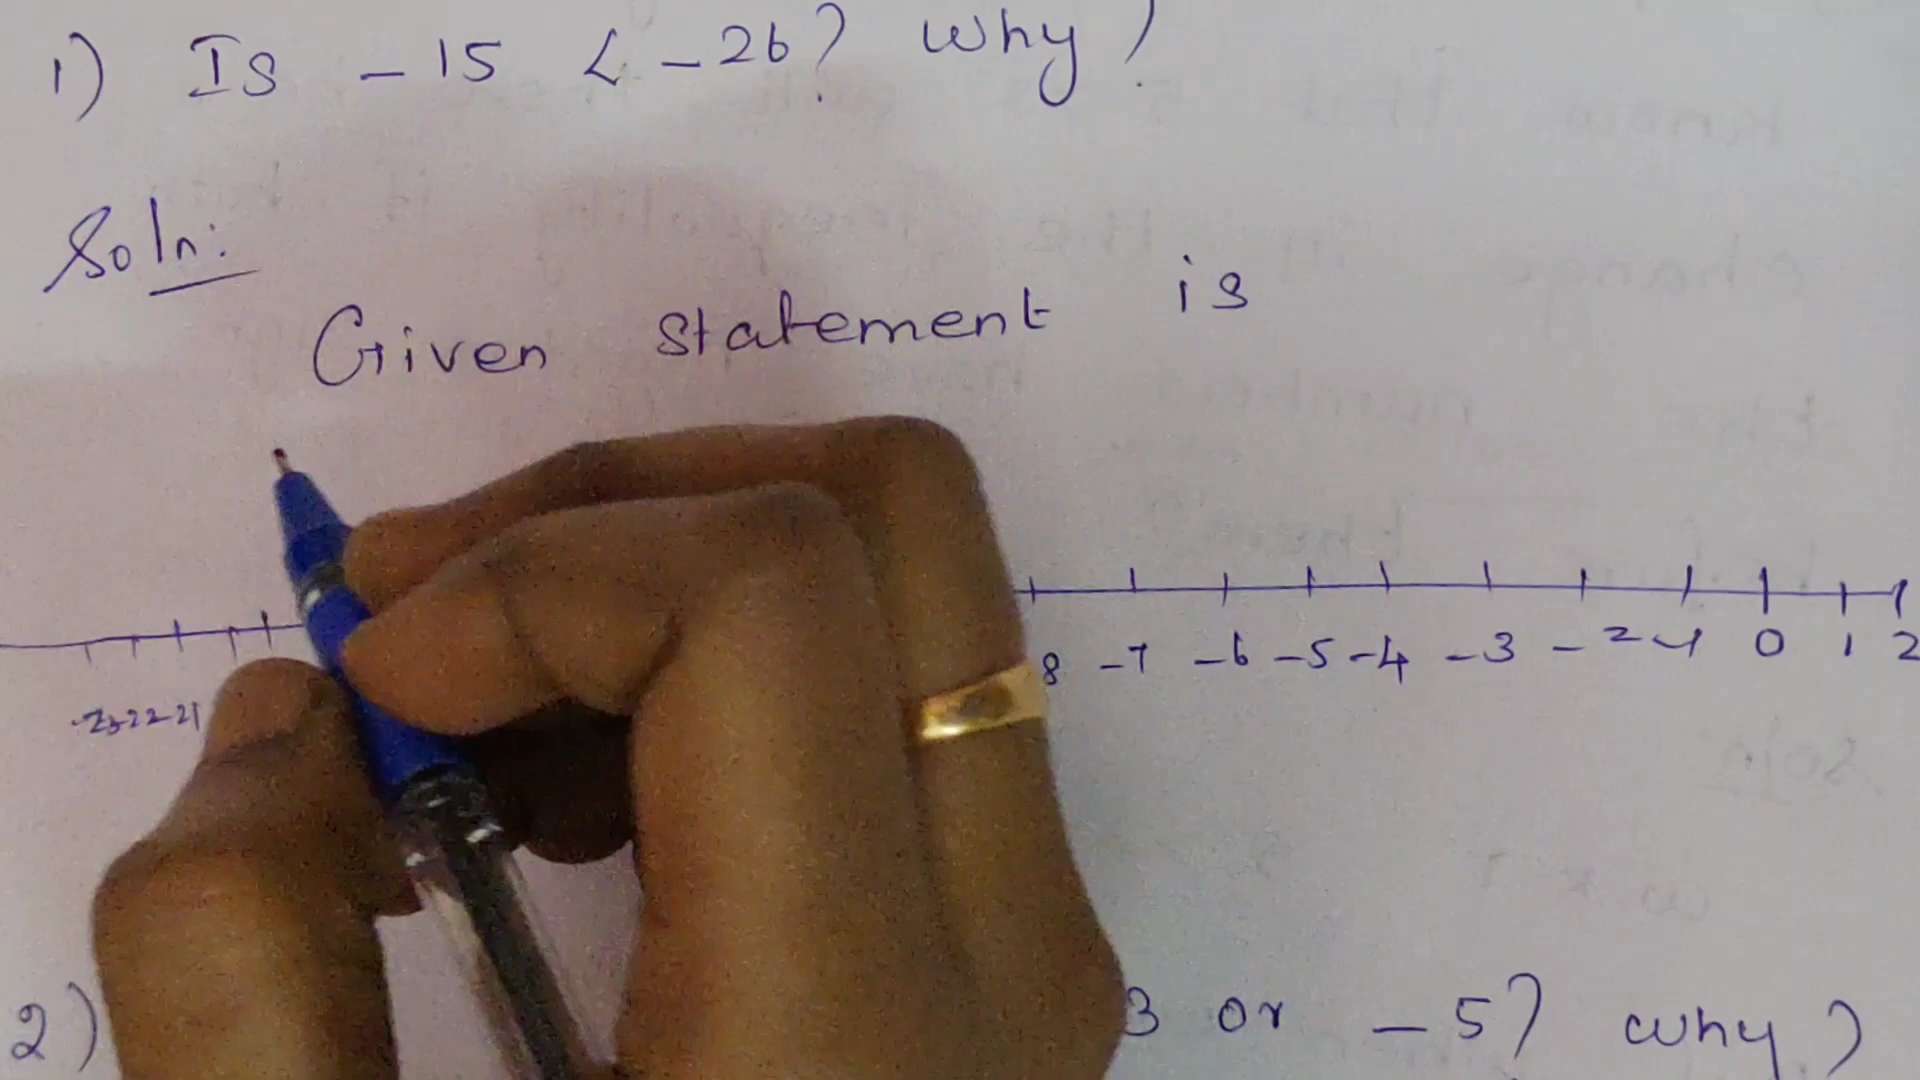 1) Is -15 < -26? Why?
Soln:
Given statement is
-23 -22 -21 8 -7 -6 -5 -4 -3 -2 -1 0 1 2
2) 3 or -5? Why?